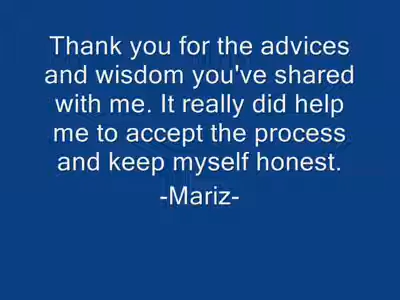 Thank you for the advices
and wisdom you've shared
with me. It really did help
me to accept the process
and keep myself honest.
-Mariz-